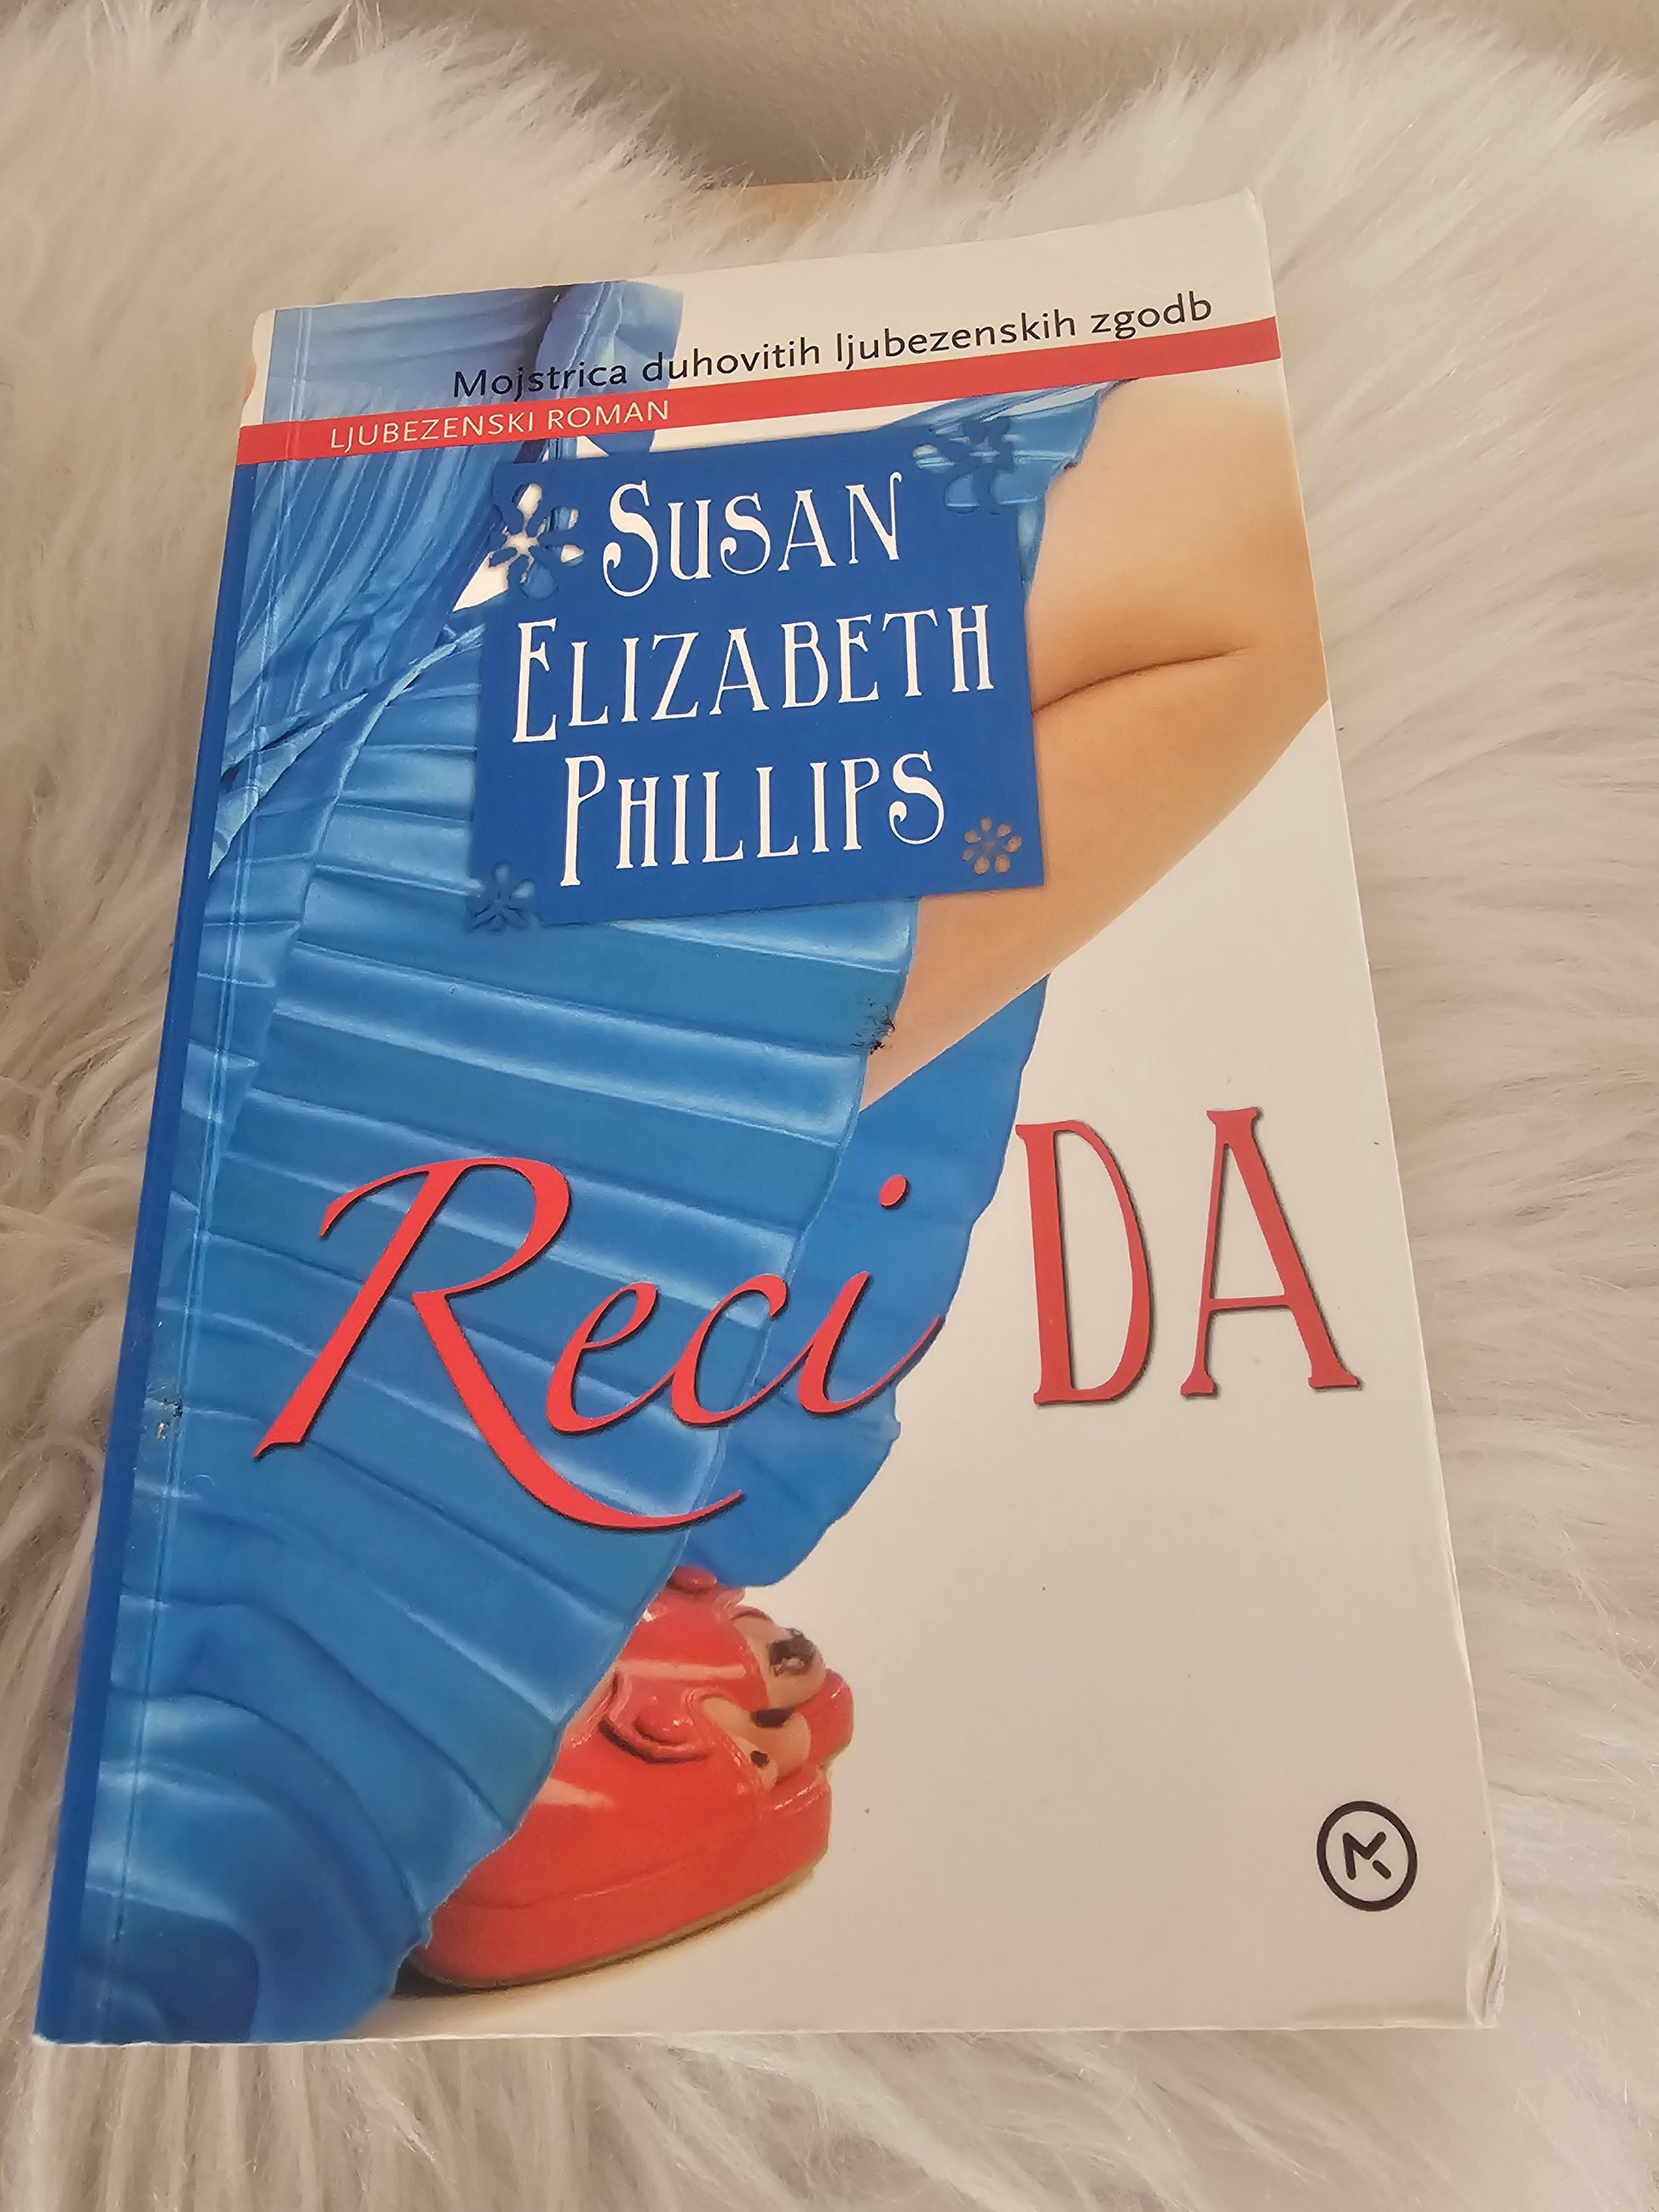 Mojstrica duhovitih ljubezenskih zgodb
LJUBEZENSKI ROMAN
SUSAN
ELIZABETH
PHILLIPS
Reci DA